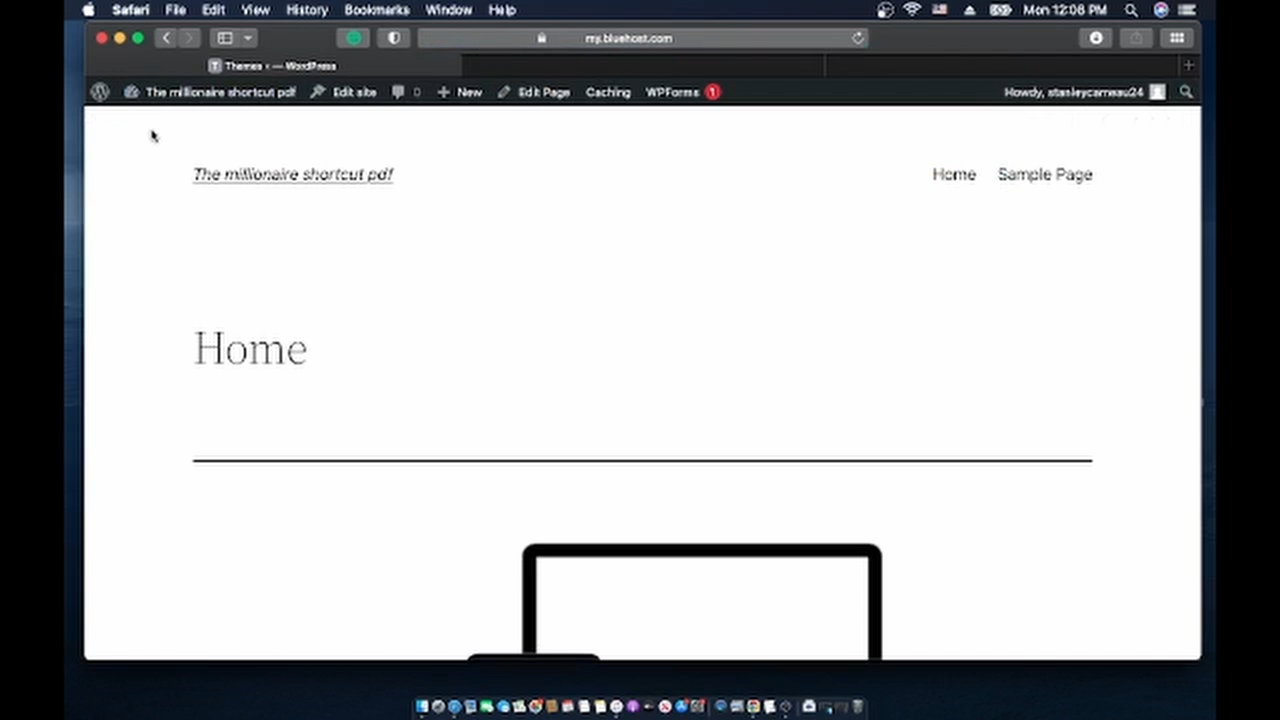 Safari File Edit View History Bookmarks Window Help Mon 12:08 PM
my.bluehost.com
Themes ‹ — WordPress
The millionaire shortcut pdf Edit site 0 New Edit Page Caching WPForms 1 Howdy, stanleycarneau24
The millionaire shortcut pdf Home Sample Page
Home